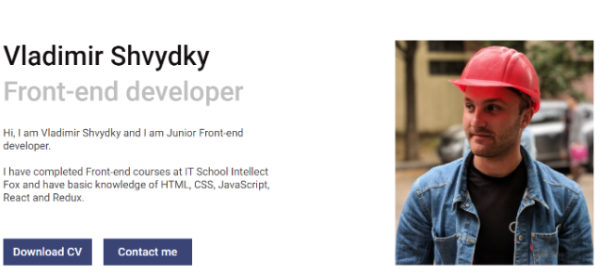 Vladimir Shvydky
Front-end developer
Hi, I am Vladimir Shvydky and I am Junior Front-end
developer.
I have completed Front-end courses at IT School Intellect
Fox and have basic knowledge of HTML, CSS, JavaScript,
React and Redux.
Download CV
Contact me